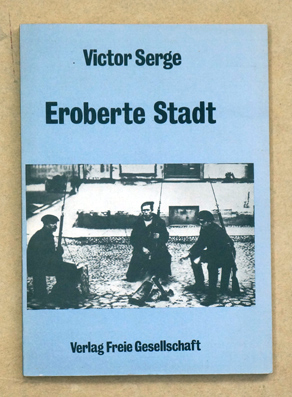 Victor Serge
Eroberte Stadt
Verlag Freie Gesellschaft